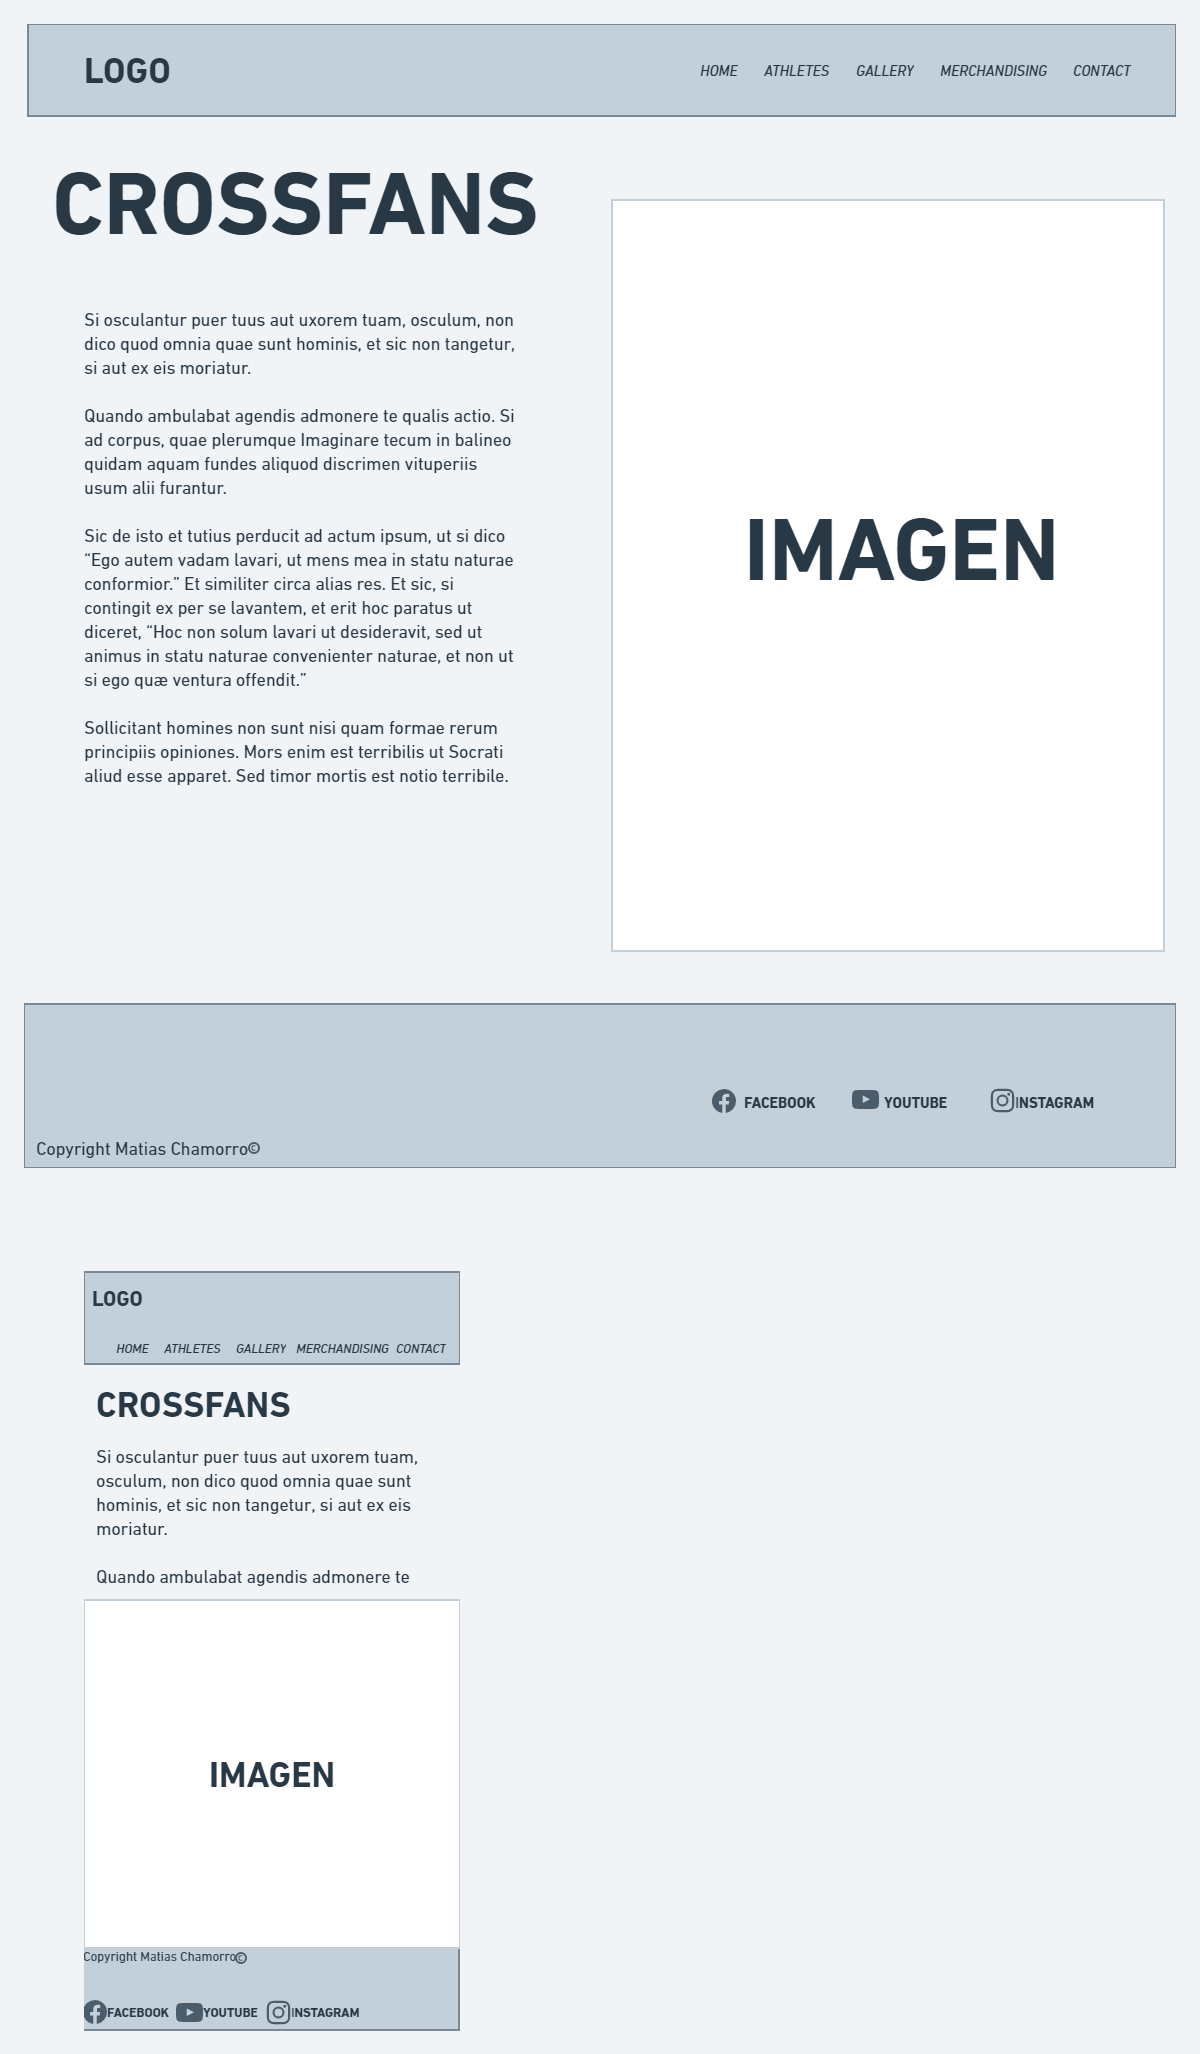 LOGO
HOME ATHLETES GALLERY MERCHANDISING CONTACT
CROSSFANS
Si osculantur puer tuus aut uxorem tuam, osculum, non
dico quod omnia quae sunt hominis, et sic non tangetur,
si aut ex eis moriatur.
Quando ambulabat agendis admonere te qualis actio. Si
ad corpus, quae plerumque Imaginare tecum in balineo
quidam aquam fundes aliquod discrimen vituperiis
usum alii furantur.
Sic de isto et tutius perducit ad actum ipsum, ut si dico
“Ego autem vadam lavari, ut mens mea in statu naturae
conformior.” Et similiter circa alias res. Et sic, si
contingit ex per se lavantem, et erit hoc paratus ut
diceret, “Hoc non solum lavari ut desideravit, sed ut
animus in statu naturae convenienter naturae, et non ut
si ego quæ ventura offendit.”
Sollicitant homines non sunt nisi quam formae rerum
principiis opiniones. Mors enim est terribilis ut Socrati
aliud esse apparet. Sed timor mortis est notio terribile.
IMAGEN
FACEBOOK YOUTUBE INSTAGRAM
Copyright Matias Chamorro©
LOGO
HOME ATHLETES GALLERY MERCHANDISING CONTACT
CROSSFANS
Si osculantur puer tuus aut uxorem tuam,
osculum, non dico quod omnia quae sunt
hominis, et sic non tangetur, si aut ex eis
moriatur.
Quando ambulabat agendis admonere te
IMAGEN
Copyright Matias Chamorro©
FACEBOOK YOUTUBE INSTAGRAM